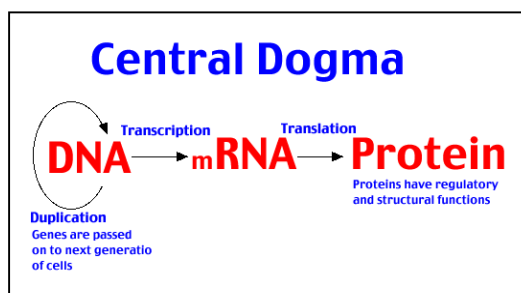 Central Dogma
Transcription
Translation
DNA
mRNA
Protein
Proteins have regulatory
and structural functions
Duplication
Genes are passed
on to next generatio
of cells